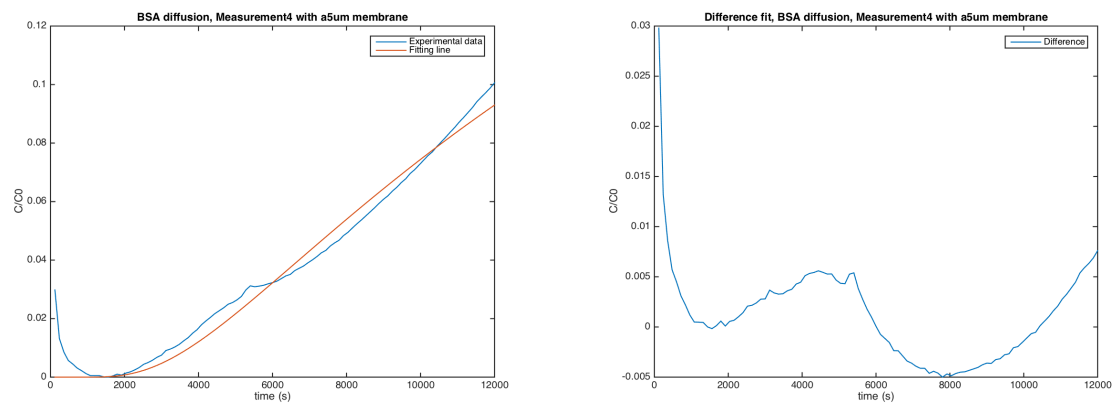 BSA diffusion, Measurement4 with a5um membrane
0.12
0.1
0.08
0.06
0.04
0.02
0
C/C0
Experimental data
Fitting line
0 2000 4000 6000 8000 10000 12000
time (s)
Difference fit, BSA diffusion, Measurement4 with a5um membrane
0.03
0.025
0.02
0.015
0.01
0.005
0
-0.005
C/C0
Difference
0 2000 4000 6000 8000 10000 12000
time (s)